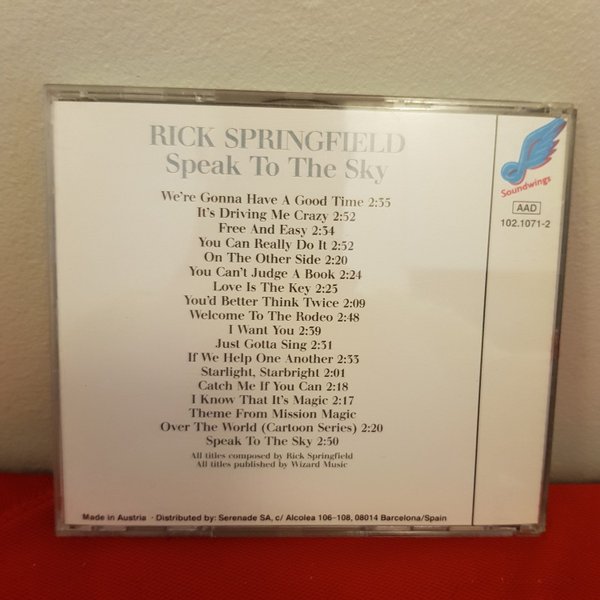 RICK SPRINGFIELD
Speak To The Sky
We're Gonna Have A Good Time 2:35
It's Driving Me Crazy 2:52
Free And Easy 2:34
You Can Really Do It 2:52
On The Other Side 2:20
You Can't Judge A Book 2:24
Love Is The Key 2:25
You'd Better Think Twice 2:09
Welcome To The Rodeo 2:48
I Want You 2:39
Just Gotta Sing 2:31
If We Help One Another 2:33
Starlight, Starbright 2:01
Catch Me If You Can 2:18
I Know That It's Magic 2:17
Theme From Mission Magic
Over The World (Cartoon Series) 2:20
Speak To The Sky 2:50
All titles composed by Rick Springfield
All titles published by Wizard Music
Soundwings
AAD
102.1071-2
Made in Austria · Distributed by: Serenade SA, c/ Alcolea 106-108, 08014 Barcelona/Spain